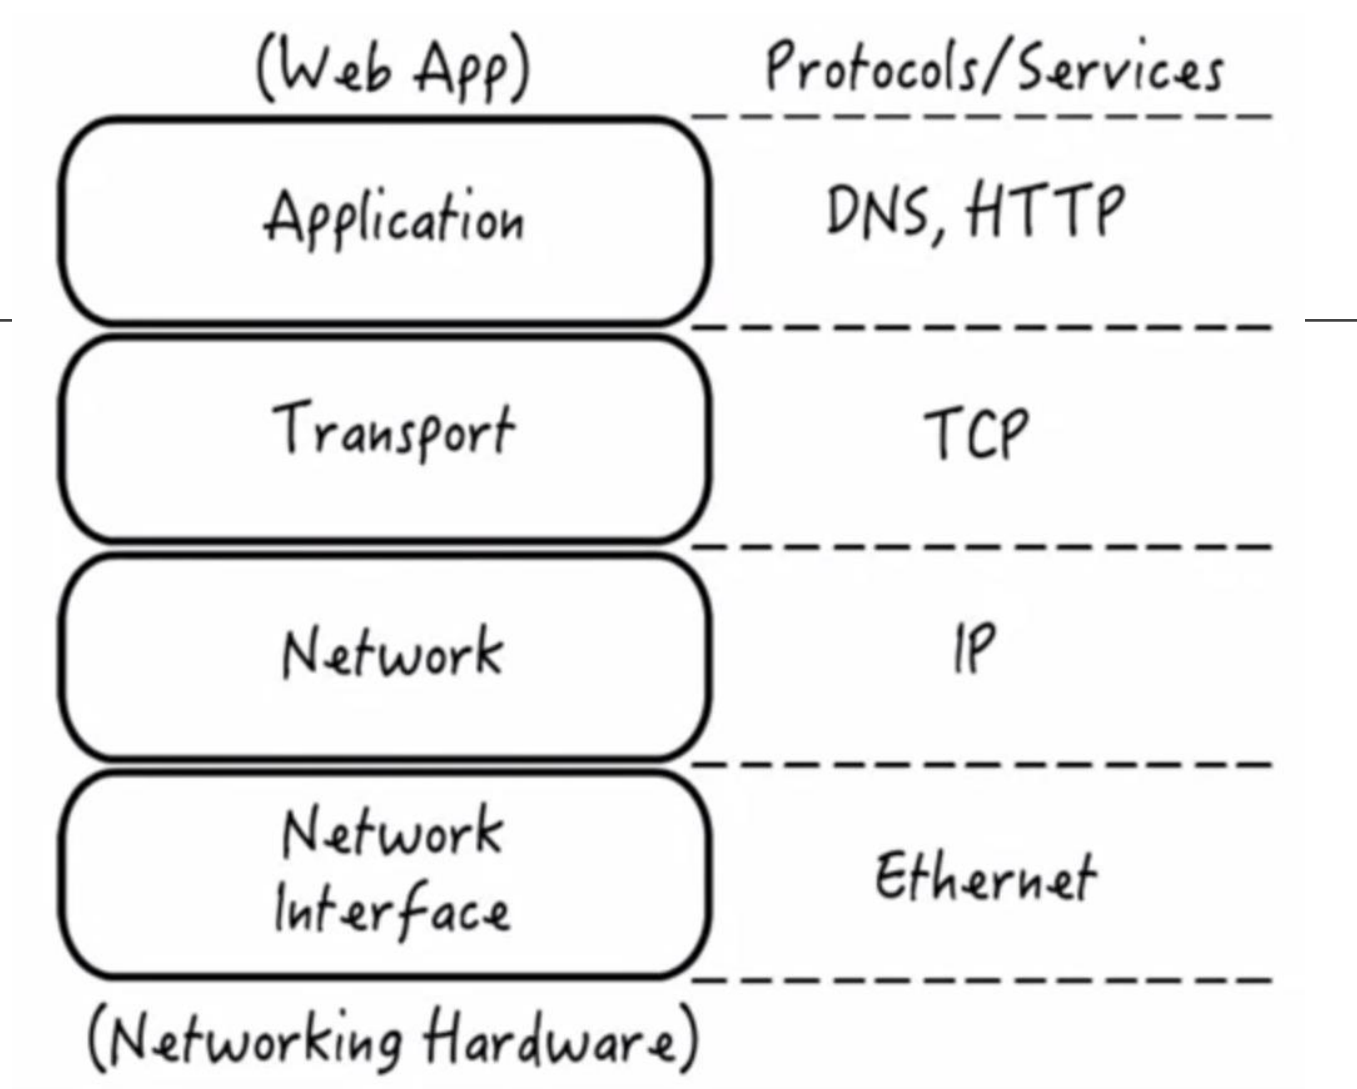 (Web App) Protocols/Services
Application DNS, HTTP
Transport TCP
Network IP
Network
Interface Ethernet
(Networking Hardware)